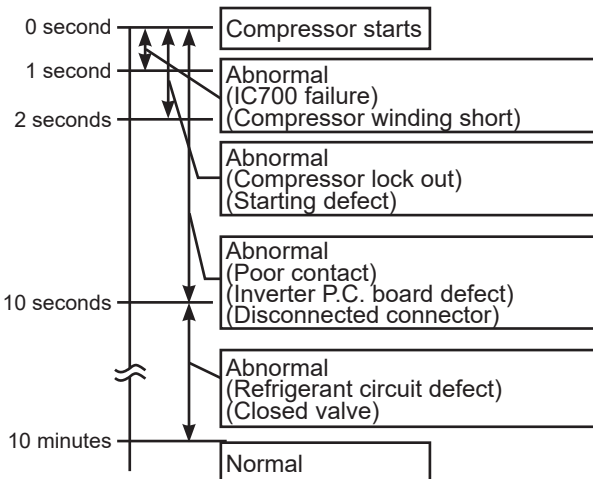 0 second
Compressor starts
1 second
Abnormal
(IC700 failure)
(Compressor winding short)
2 seconds
Abnormal
(Compressor lock out)
(Starting defect)
Abnormal
(Poor contact)
(Inverter P.C. board defect)
(Disconnected connector)
10 seconds
Abnormal
(Refrigerant circuit defect)
(Closed valve)
10 minutes
Normal